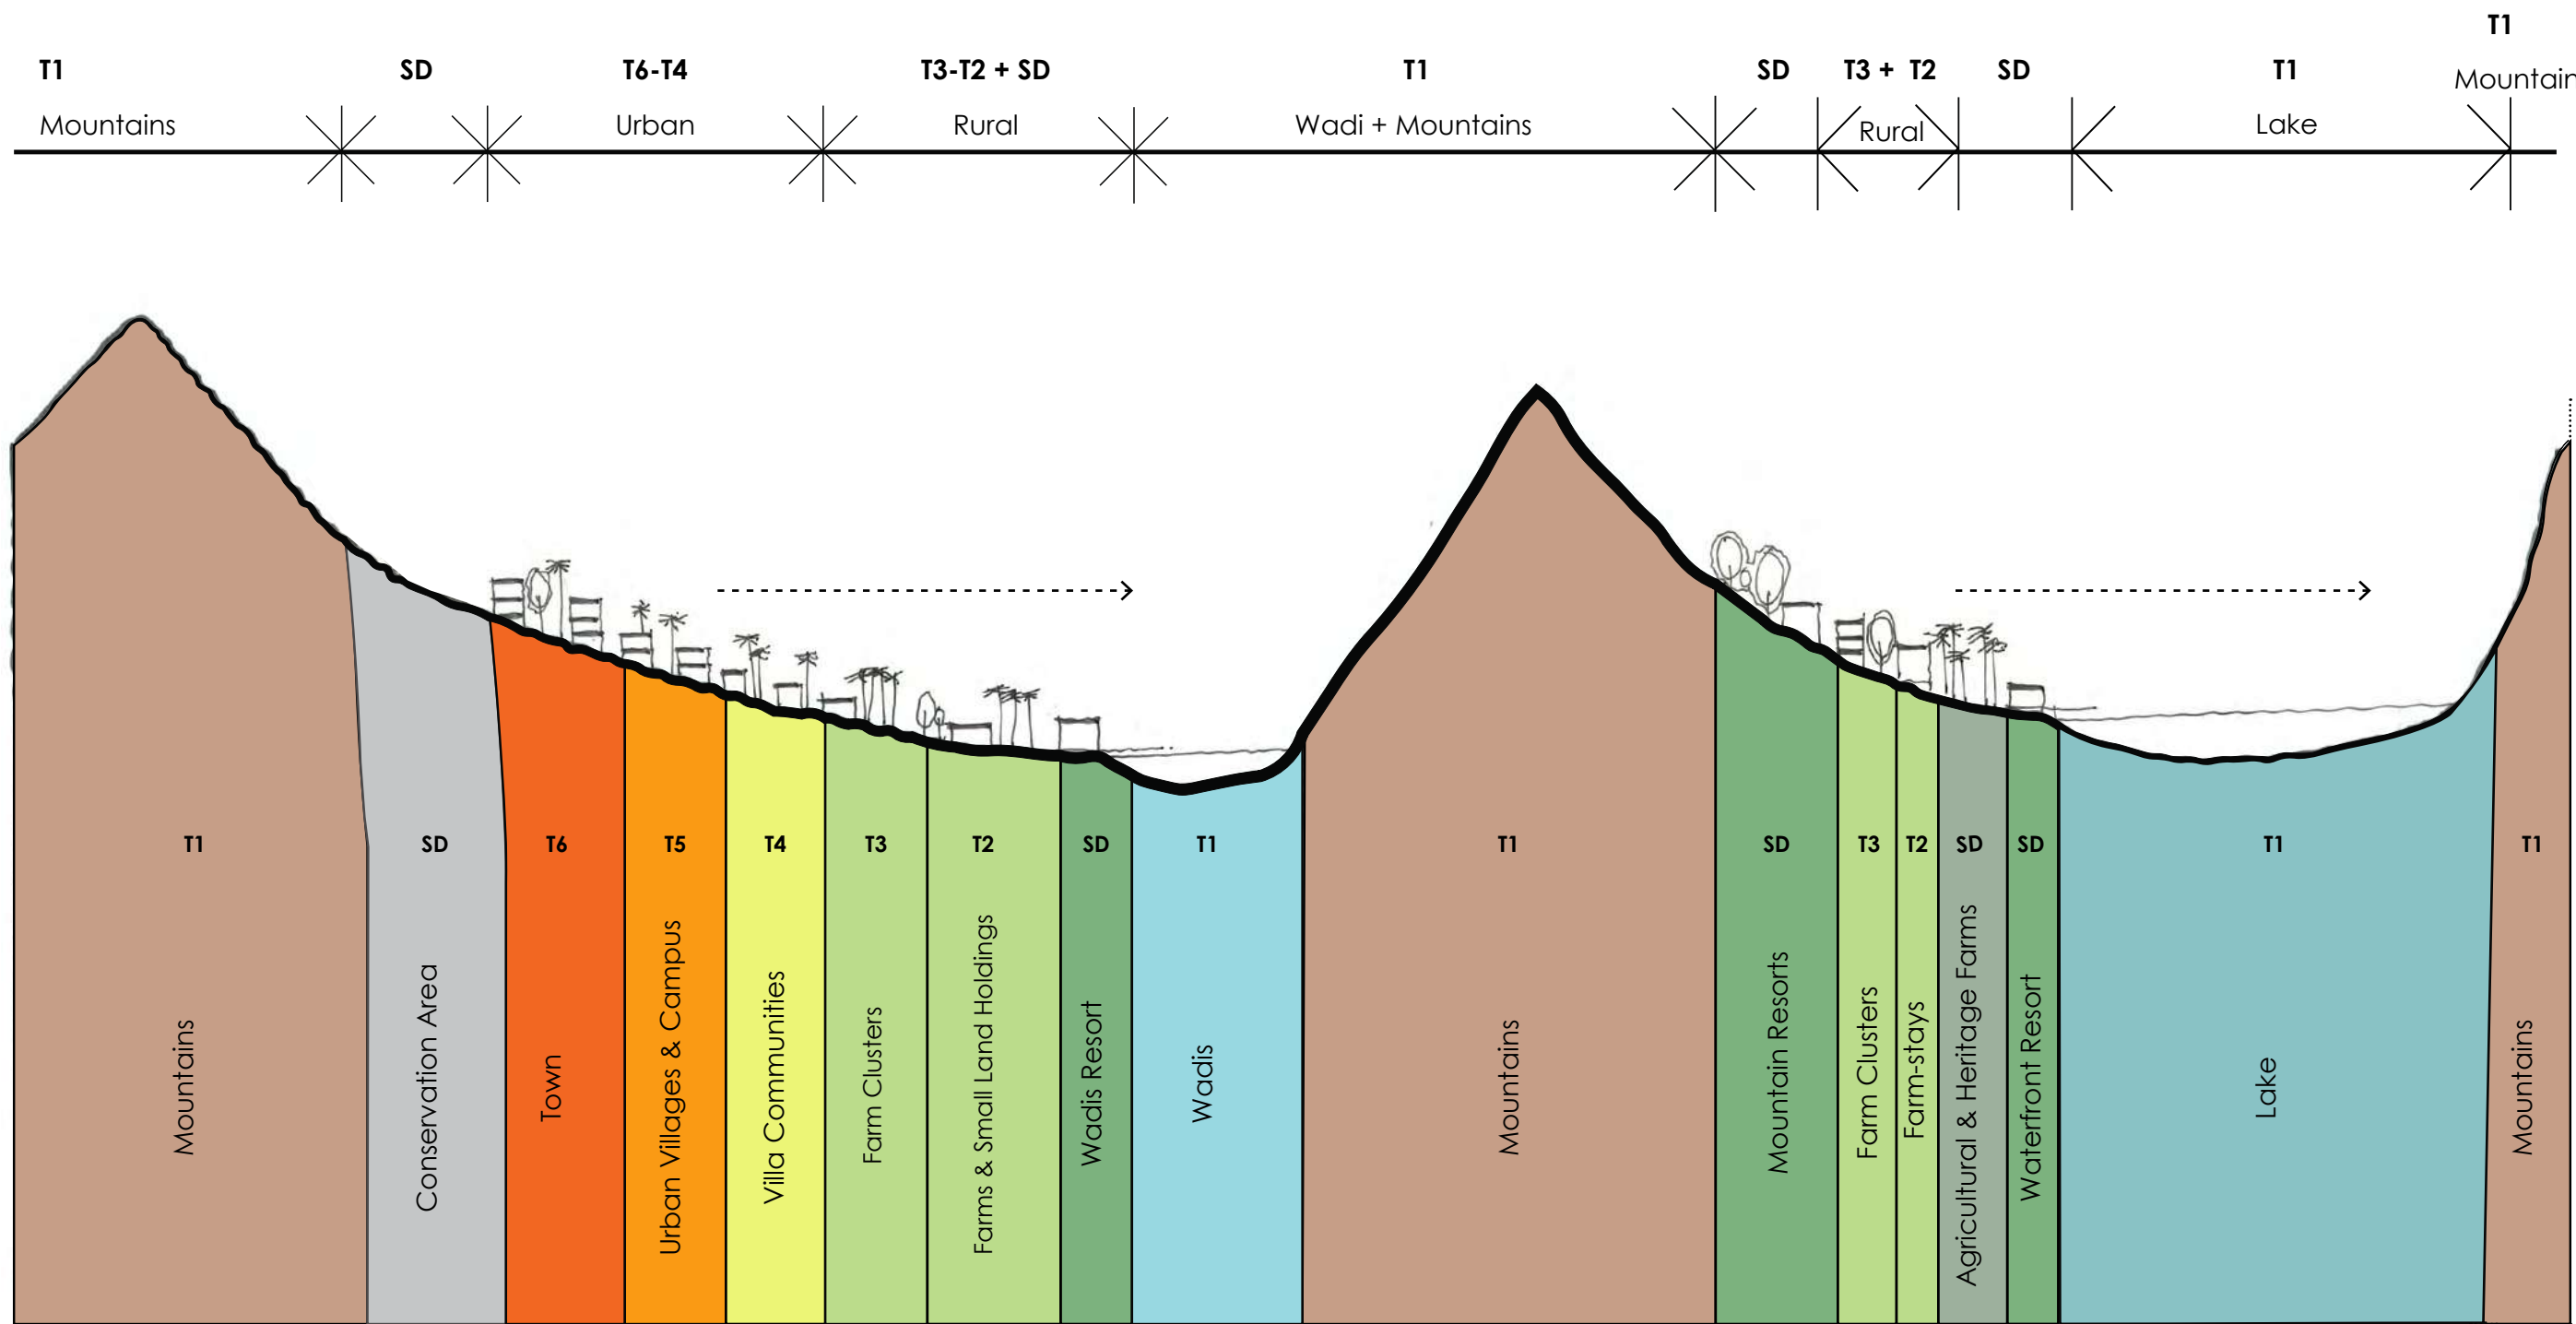 T1
T1 SD T6-T4 T3-T2 + SD T1 SD T3 + T2 SD T1
Mountain
Mountains Urban Rural Wadi + Mountains Rural Lake
T1 SD T6 T5 T4 T3 T2 SD T1 T1 SD T3 T2 SD SD T1 T1
Mountains
Conservation Area
Town
Urban Villages & Campus
Villa Communities
Farm Clusters
Farms & Small Land Holdings
Wadis Resort
Wadis
Mountains
Mountain Resorts
Farm Clusters
Farm-stays
Agricultural & Heritage Farms
Waterfront Resort
Lake
Mountains